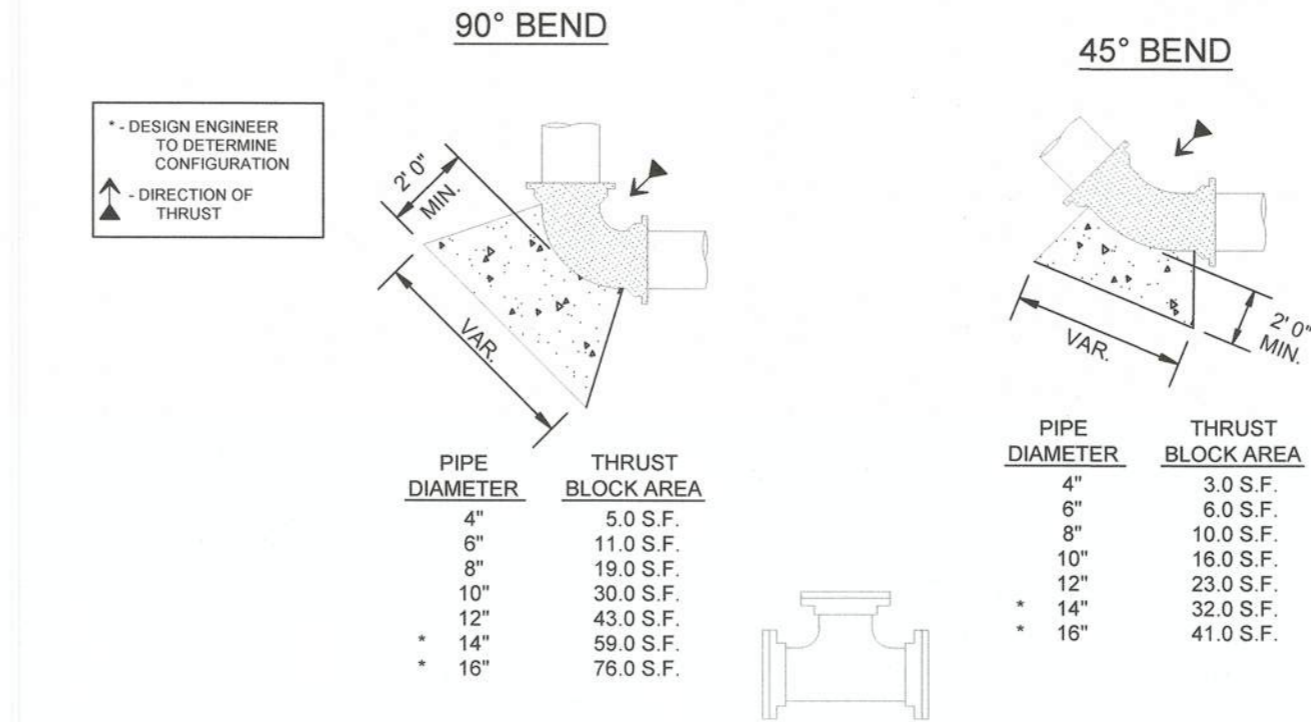 90° BEND
* - DESIGN ENGINEER
TO DETERMINE
CONFIGURATION
- DIRECTION OF
THRUST
2' 0"
MIN.
VAR.
PIPE DIAMETER THRUST BLOCK AREA
4" 5.0 S.F.
6" 11.0 S.F.
8" 19.0 S.F.
10" 30.0 S.F.
12" 43.0 S.F.
* 14" 59.0 S.F.
* 16" 76.0 S.F.
45° BEND
2' 0"
MIN.
VAR.
PIPE DIAMETER THRUST BLOCK AREA
4" 3.0 S.F.
6" 6.0 S.F.
8" 10.0 S.F.
10" 16.0 S.F.
12" 23.0 S.F.
* 14" 32.0 S.F.
* 16" 41.0 S.F.